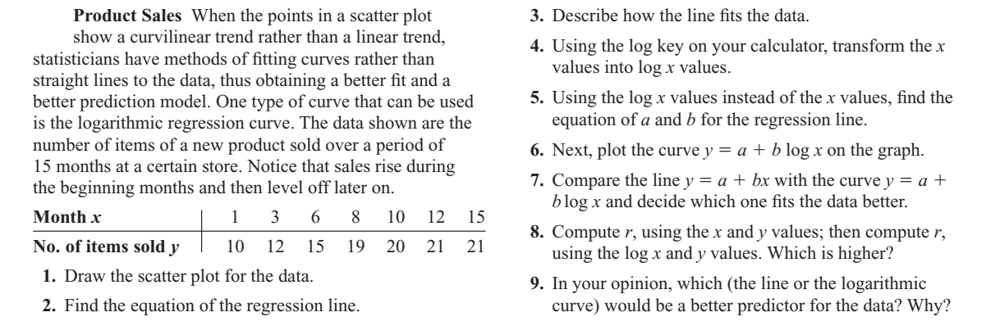 Product Sales When the points in a scatter plot
show a curvilinear trend rather than a linear trend,
statisticians have methods of fitting curves rather than
straight lines to the data, thus obtaining a better fit and a
better prediction model. One type of curve that can be used
is the logarithmic regression curve. The data shown are the
number of items of a new product sold over a period of
15 months at a certain store. Notice that sales rise during
the beginning months and then level off later on.
Month x 1 3 6 8 10 12 15
No. of items sold y 10 12 15 19 20 21 21
1. Draw the scatter plot for the data.
2. Find the equation of the regression line.
3. Describe how the line fits the data.
4. Using the log key on your calculator, transform the x
values into log x values.
5. Using the log x values instead of the x values, find the
equation of a and b for the regression line.
6. Next, plot the curve y = a + b log x on the graph.
7. Compare the line y = a + bx with the curve y = a +
b log x and decide which one fits the data better.
8. Compute r, using the x and y values; then compute r,
using the log x and y values. Which is higher?
9. In your opinion, which (the line or the logarithmic
curve) would be a better predictor for the data? Why?